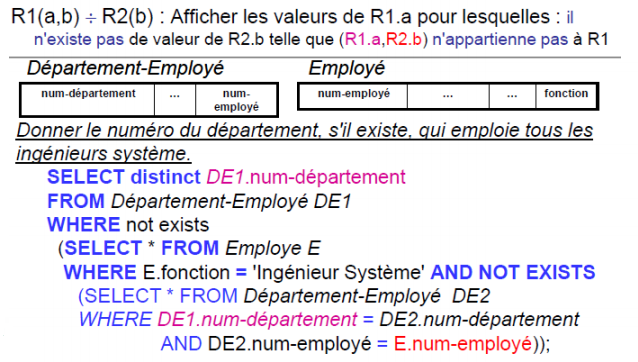 R1(a,b) ÷ R2(b) : Afficher les valeurs de R1.a pour lesquelles : il
n'existe pas de valeur de R2.b telle que (R1.a,R2.b) n'appartienne pas à R1
Département-Employé Employé
num-département ... num-employé num-employé ... ... fonction
Donner le numéro du département, s'il existe, qui emploie tous les
ingénieurs système.
SELECT distinct DE1.num-département
FROM Département-Employé DE1
WHERE not exists
(SELECT * FROM Employe E
WHERE E.fonction = 'Ingénieur Système' AND NOT EXISTS
(SELECT * FROM Département-Employé DE2
WHERE DE1.num-département = DE2.num-département
AND DE2.num-employé = E.num-employé));